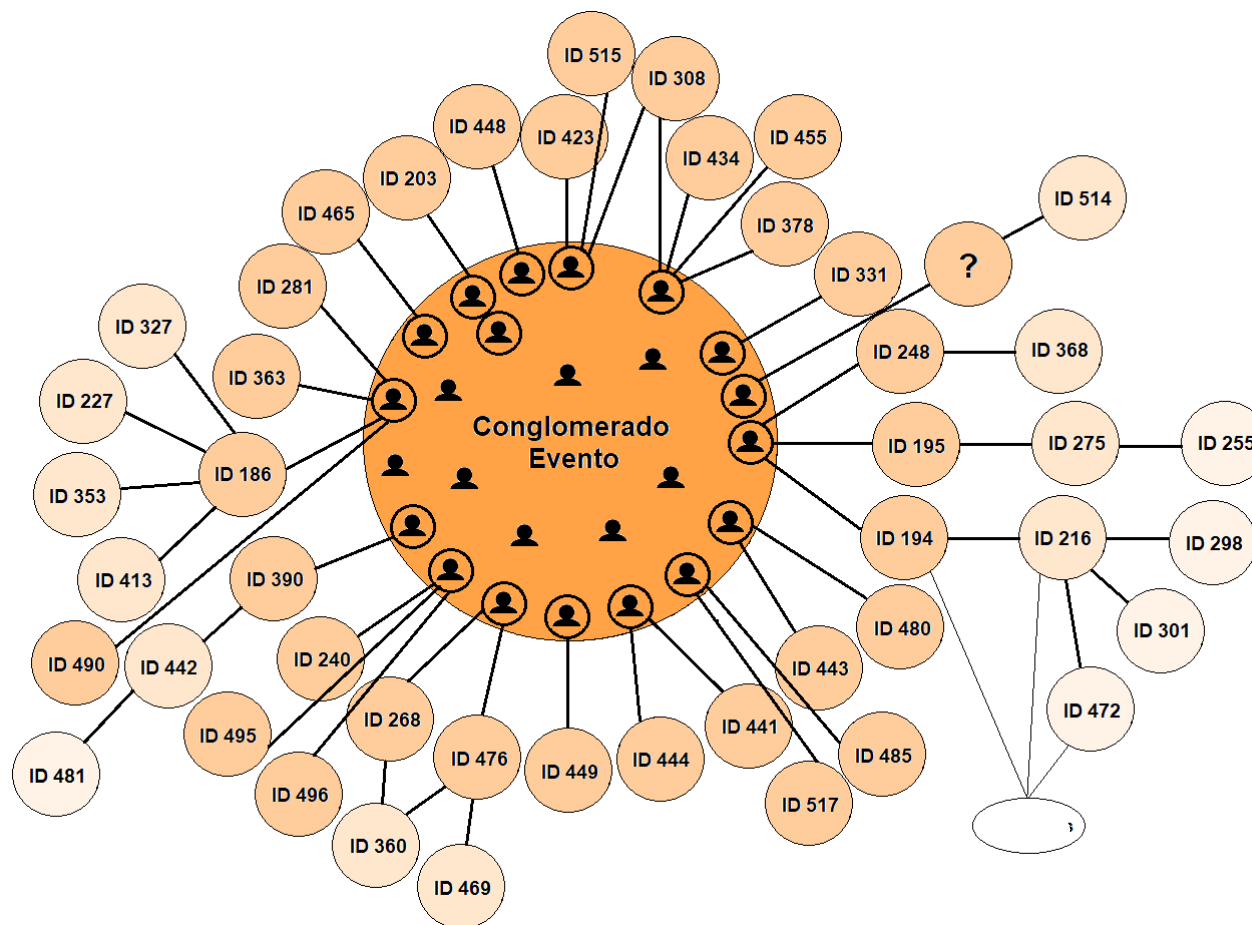 ID 515
ID 308
ID 448
ID 423
ID 455
ID 434
ID 203
ID 465
ID 378
ID 514
?
ID 331
ID 281
ID 327
ID 248
ID 368
ID 363
ID 227
Conglomerado
Evento
ID 195
ID 275
ID 255
ID 186
ID 353
ID 194
ID 216
ID 298
ID 413
ID 390
ID 480
ID 301
ID 240
ID 490
ID 442
ID 443
ID 472
ID 268
ID 441
ID 495
ID 476
ID 449
ID 444
ID 485
ID 481
ID 496
ID 517
ID 360
ID 469